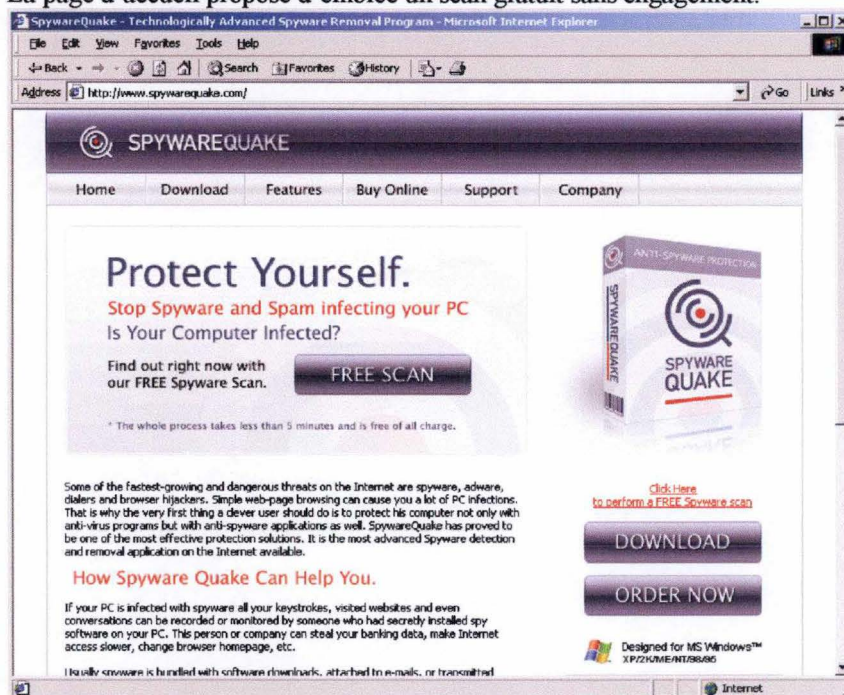 La page d'accueil propose d'emblée un scan gratuit sans engagement.
SpywareQuake - Technologically Advanced Spyware Removal Program - Microsoft Internet Explorer
File Edit View Favorites Tools Help
Back Search Favorites History
Address http://www.spywarequake.com/ Go Links
SPYWAREQUAKE
Home Download Features Buy Online Support Company
Protect Yourself.
Stop Spyware and Spam infecting your PC
Is Your Computer Infected?
Find out right now with
our FREE Spyware Scan.
FREE SCAN
* The whole process takes less than 5 minutes and is free of all charge.
ANTI-SPYWARE PROTECTION
SPYWAREQUAKE
SPYWARE
QUAKE
Some of the fastest-growing and dangerous threats on the Internet are spyware, adware,
dialers and browser hijackers. Simple web-page browsing can cause you a lot of PC infections.
That is why the very first thing a clever user should do is to protect his computer not only with
anti-virus programs but with anti-spyware applications as well. SpywareQuake has proved to
be one of the most effective protection solutions. It is the most advanced Spyware detection
and removal application on the Internet available.
How Spyware Quake Can Help You.
If your PC is infected with spyware all your keystrokes, visited websites and even
conversations can be recorded or monitored by someone who had secretly installed spy
software on your PC. This person or company can steal your banking data, make Internet
access slower, change browser homepage, etc.
Usually spyware is bundled with software downloads, attached to e-mails, or transmitted
Click Here
to perform a FREE Spyware scan
DOWNLOAD
ORDER NOW
Designed for MS Windows™
XP/2K/ME/NT/98/95
Internet